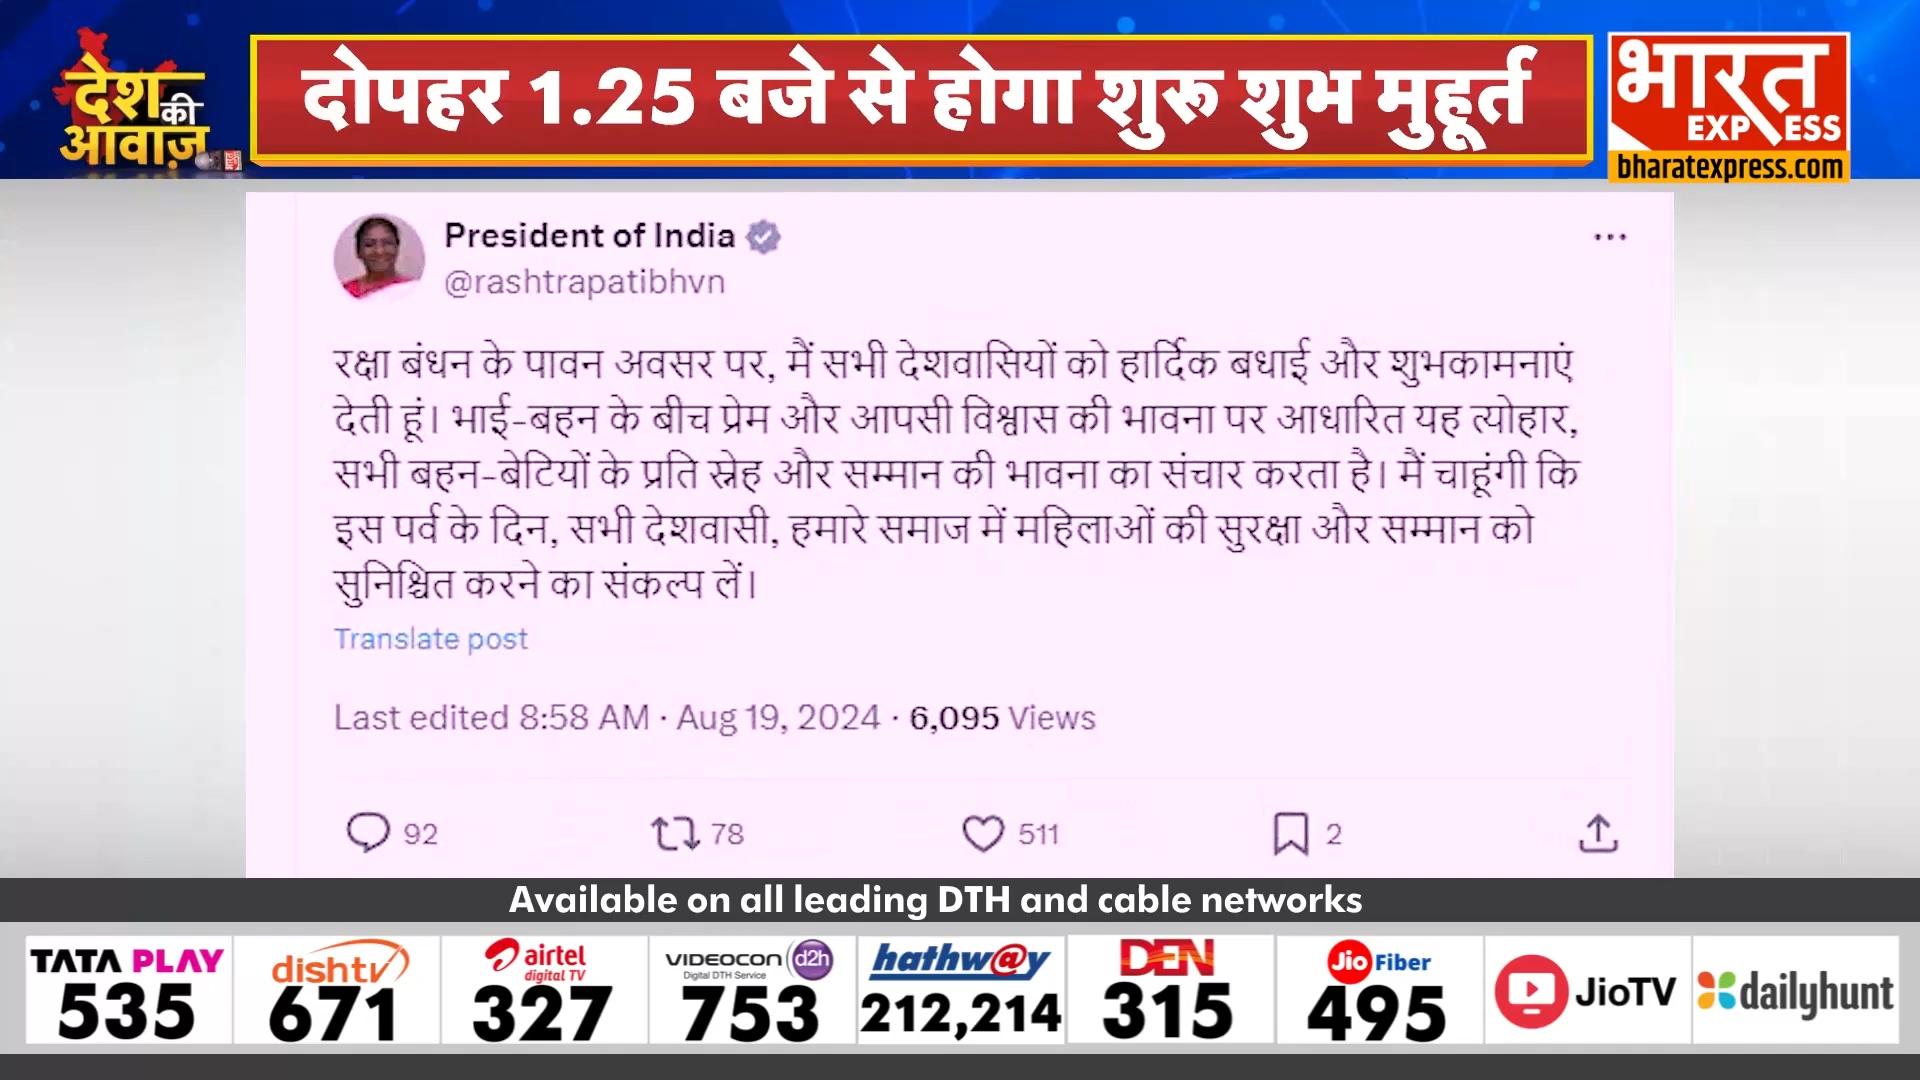 देश की आवाज़
दोपहर 1.25 बजे से होगा शुरू शुभ मुहूर्त
भारत
EXPRESS
bharatexpress.com
President of India
@rashtrapatibhvn
रक्षा बंधन के पावन अवसर पर, मैं सभी देशवासियों को हार्दिक बधाई और शुभकामनाएं
देती हूं। भाई-बहन के बीच प्रेम और आपसी विश्वास की भावना पर आधारित यह त्योहार,
सभी बहन-बेटियों के प्रति स्नेह और सम्मान की भावना का संचार करता है। मैं चाहूंगी कि
इस पर्व के दिन, सभी देशवासी, हमारे समाज में महिलाओं की सुरक्षा और सम्मान को
सुनिश्चित करने का संकल्प लें।
Translate post
Last edited 8:58 AM · Aug 19, 2024 · 6,095 Views
92 78 511 2
Available on all leading DTH and cable networks
TATA PLAY
535
dishtv
671
airtel
digital TV
327
VIDEOCON d2h
Digital DTH Service
753
hathway
212,214
DEN
315
Jio Fiber
495
JioTV
dailyhunt